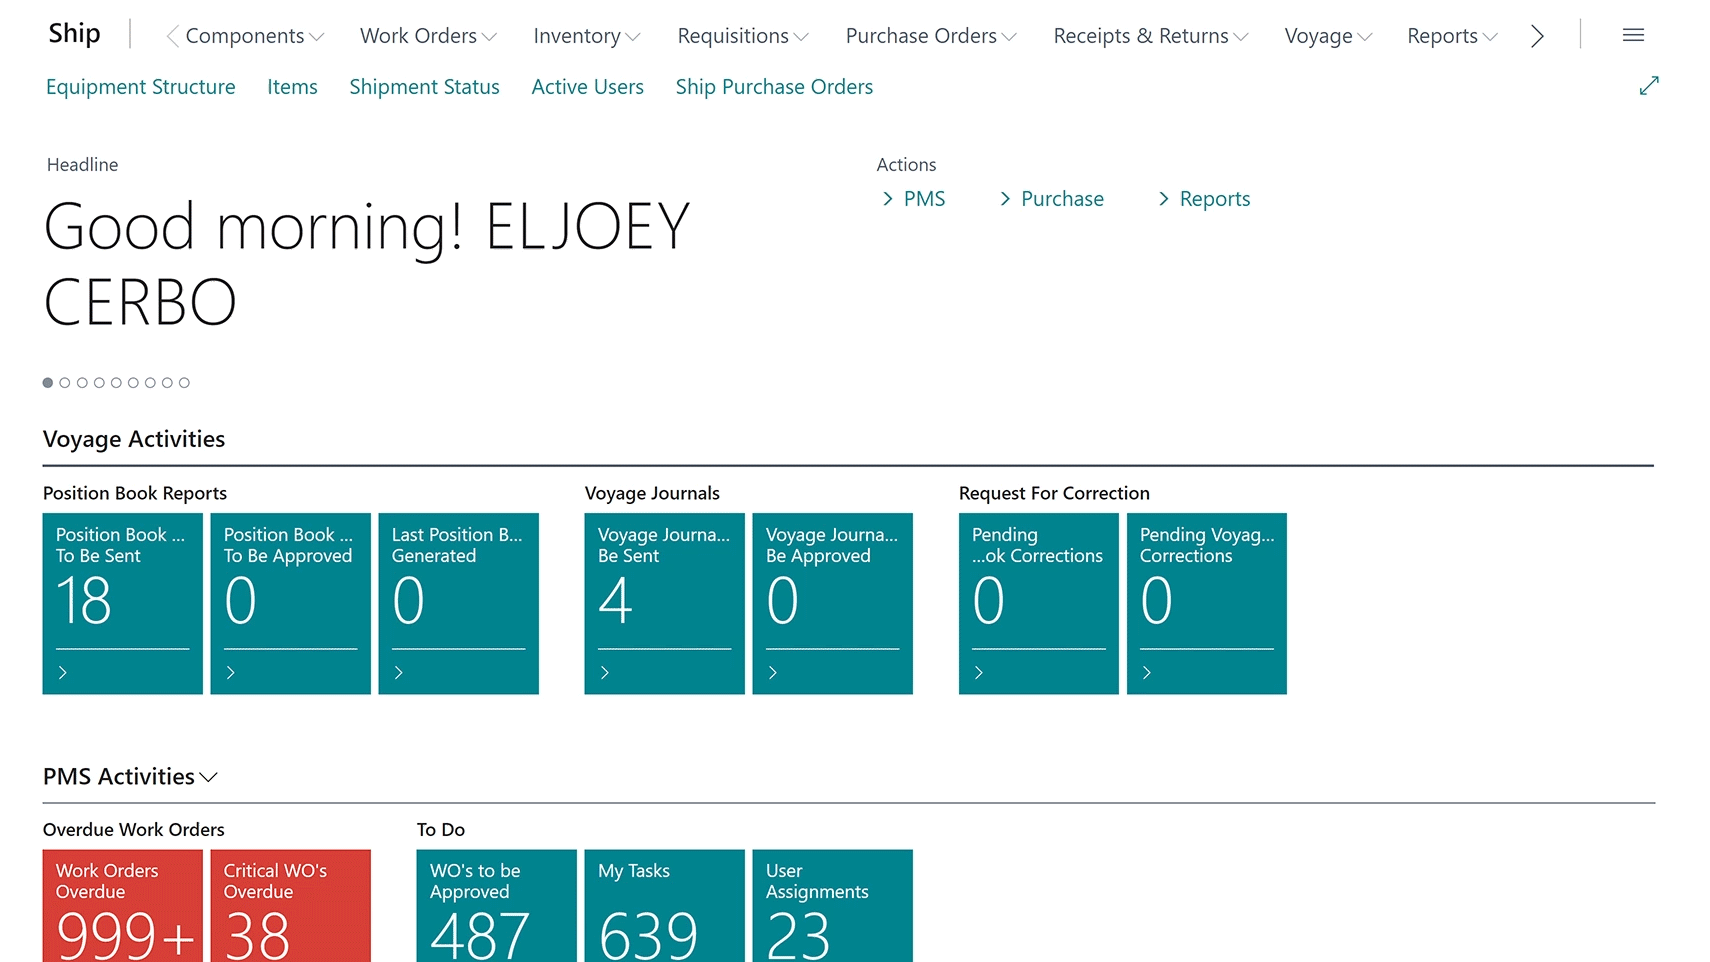 Ship
Components
Work Orders
Inventory
Requisitions
Purchase Orders
Receipts & Returns
Voyage
Reports
Equipment Structure
Items
Shipment Status
Active Users
Ship Purchase Orders
Headline
Good morning! ELJOEY
CERBO
Actions
PMS
Purchase
Reports
Voyage Activities
Position Book Reports
Position Book ...
To Be Sent
18
Position Book ...
To Be Approved
0
Last Position B...
Generated
0
Voyage Journals
Voyage Journa...
Be Sent
4
Voyage Journa...
Be Approved
0
Request For Correction
Pending
...ok Corrections
0
Pending Voyag...
Corrections
0
PMS Activities
Overdue Work Orders
Work Orders
Overdue
999+
Critical WO's
Overdue
38
To Do
WO's to be
Approved
487
My Tasks
639
User
Assignments
23